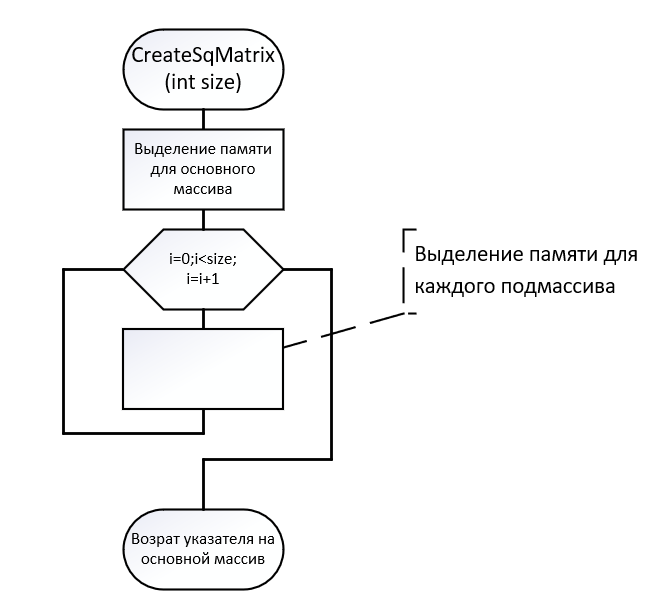 CreateSqMatrix
(int size)
Выделение памяти
для основного
массива
i=0;i<size;
i=i+1
Выделение памяти для
каждого подмассива
Возрат указателя на
основной массив